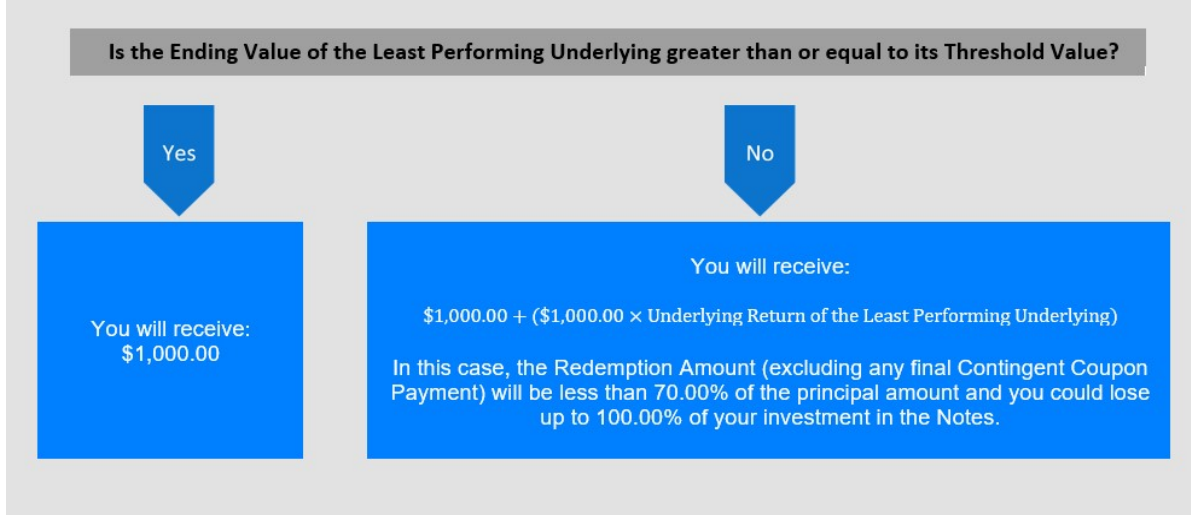 Is the Ending Value of the Least Performing Underlying greater than or equal to its Threshold Value?
Yes
No
You will receive:
$1,000.00
You will receive:
$1,000.00 + ($1,000.00 × Underlying Return of the Least Performing Underlying)
In this case, the Redemption Amount (excluding any final Contingent Coupon
Payment) will be less than 70.00% of the principal amount and you could lose
up to 100.00% of your investment in the Notes.